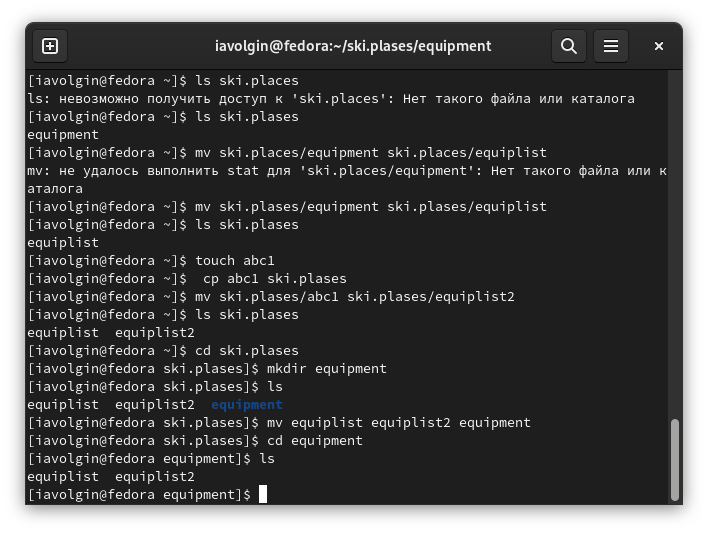 iavolgin@fedora:~/ski.plases/equipment
[iavolgin@fedora ~]$ ls ski.places
ls: невозможно получить доступ к 'ski.places': Нет такого файла или каталога
[iavolgin@fedora ~]$ ls ski.plases
equipment
[iavolgin@fedora ~]$ mv ski.places/equipment ski.places/equiplist
mv: не удалось выполнить stat для 'ski.places/equipment': Нет такого файла или к
аталога
[iavolgin@fedora ~]$ mv ski.plases/equipment ski.plases/equiplist
[iavolgin@fedora ~]$ ls ski.plases
equiplist
[iavolgin@fedora ~]$ touch abc1
[iavolgin@fedora ~]$  cp abc1 ski.plases
[iavolgin@fedora ~]$ mv ski.plases/abc1 ski.plases/equiplist2
[iavolgin@fedora ~]$ ls ski.plases
equiplist  equiplist2
[iavolgin@fedora ~]$ cd ski.plases
[iavolgin@fedora ski.plases]$ mkdir equipment
[iavolgin@fedora ski.plases]$ ls
equiplist  equiplist2  equipment
[iavolgin@fedora ski.plases]$ mv equiplist equiplist2 equipment
[iavolgin@fedora ski.plases]$ cd equipment
[iavolgin@fedora equipment]$ ls
equiplist  equiplist2
[iavolgin@fedora equipment]$